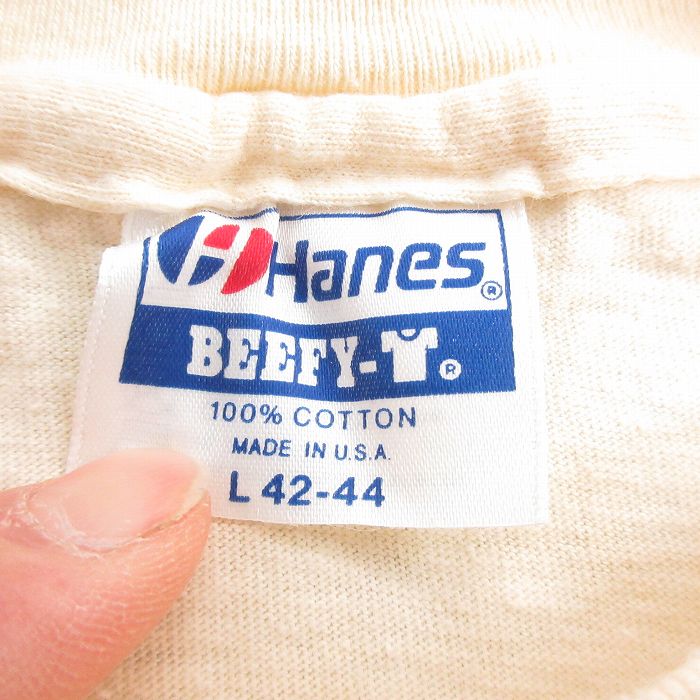 Hanes®
BEEFY-T®
100% COTTON
MADE IN U.S.A.
L 42-44